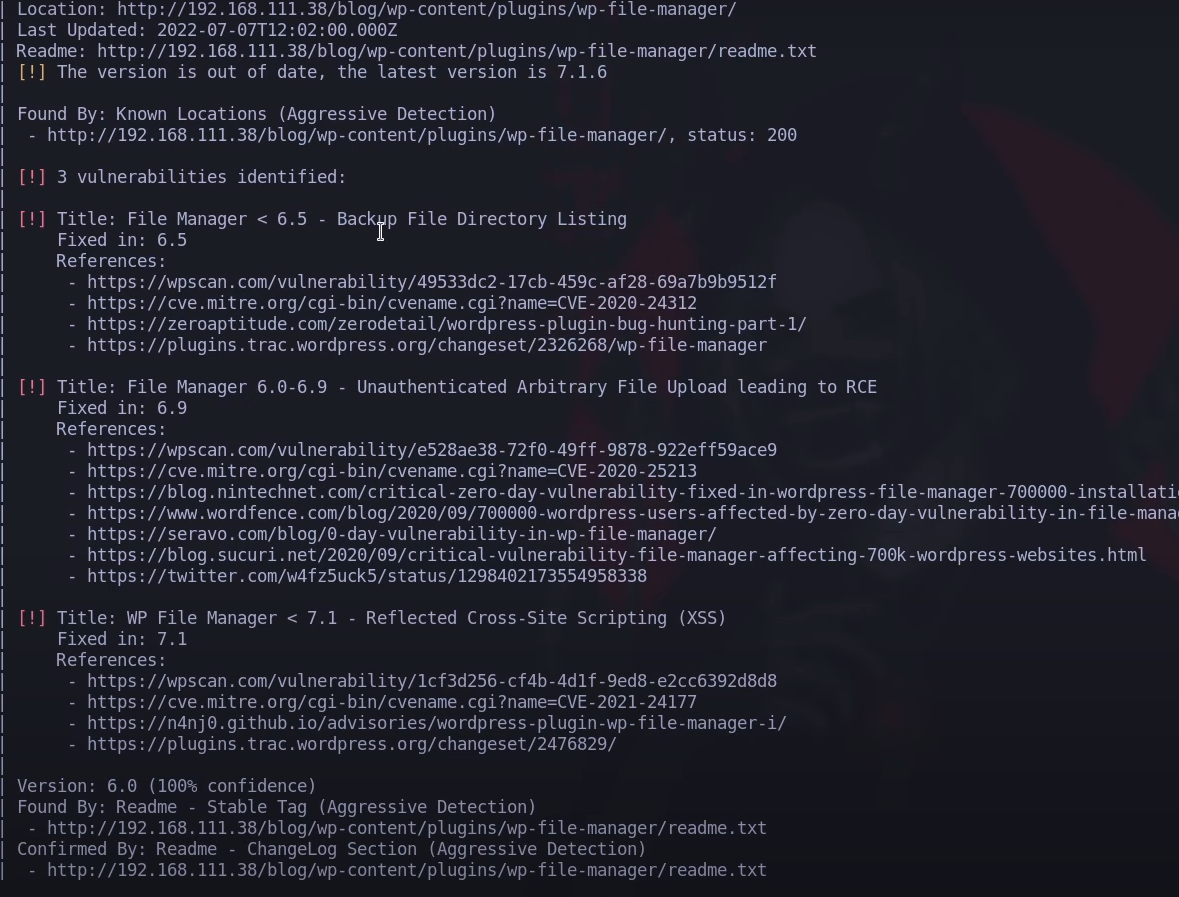 | Location: http://192.168.111.38/blog/wp-content/plugins/wp-file-manager/
| Last Updated: 2022-07-07T12:02:00.000Z
| Readme: http://192.168.111.38/blog/wp-content/plugins/wp-file-manager/readme.txt
| [!] The version is out of date, the latest version is 7.1.6
|
| Found By: Known Locations (Aggressive Detection)
|  - http://192.168.111.38/blog/wp-content/plugins/wp-file-manager/, status: 200
|
| [!] 3 vulnerabilities identified:
|
| [!] Title: File Manager < 6.5 - Backup File Directory Listing
|     Fixed in: 6.5
|     References:
|      - https://wpscan.com/vulnerability/49533dc2-17cb-459c-af28-69a7b9b9512f
|      - https://cve.mitre.org/cgi-bin/cvename.cgi?name=CVE-2020-24312
|      - https://zeroaptitude.com/zerodetail/wordpress-plugin-bug-hunting-part-1/
|      - https://plugins.trac.wordpress.org/changeset/2326268/wp-file-manager
|
| [!] Title: File Manager 6.0-6.9 - Unauthenticated Arbitrary File Upload leading to RCE
|     Fixed in: 6.9
|     References:
|      - https://wpscan.com/vulnerability/e528ae38-72f0-49ff-9878-922eff59ace9
|      - https://cve.mitre.org/cgi-bin/cvename.cgi?name=CVE-2020-25213
|      - https://blog.nintechnet.com/critical-zero-day-vulnerability-fixed-in-wordpress-file-manager-700000-installati
|      - https://www.wordfence.com/blog/2020/09/700000-wordpress-users-affected-by-zero-day-vulnerability-in-file-mana
|      - https://seravo.com/blog/0-day-vulnerability-in-wp-file-manager/
|      - https://blog.sucuri.net/2020/09/critical-vulnerability-file-manager-affecting-700k-wordpress-websites.html
|      - https://twitter.com/w4fz5uck5/status/1298402173554958338
|
| [!] Title: WP File Manager < 7.1 - Reflected Cross-Site Scripting (XSS)
|     Fixed in: 7.1
|     References:
|      - https://wpscan.com/vulnerability/1cf3d256-cf4b-4d1f-9ed8-e2cc6392d8d8
|      - https://cve.mitre.org/cgi-bin/cvename.cgi?name=CVE-2021-24177
|      - https://n4nj0.github.io/advisories/wordpress-plugin-wp-file-manager-i/
|      - https://plugins.trac.wordpress.org/changeset/2476829/
|
| Version: 6.0 (100% confidence)
| Found By: Readme - Stable Tag (Aggressive Detection)
|  - http://192.168.111.38/blog/wp-content/plugins/wp-file-manager/readme.txt
| Confirmed By: Readme - ChangeLog Section (Aggressive Detection)
|  - http://192.168.111.38/blog/wp-content/plugins/wp-file-manager/readme.txt